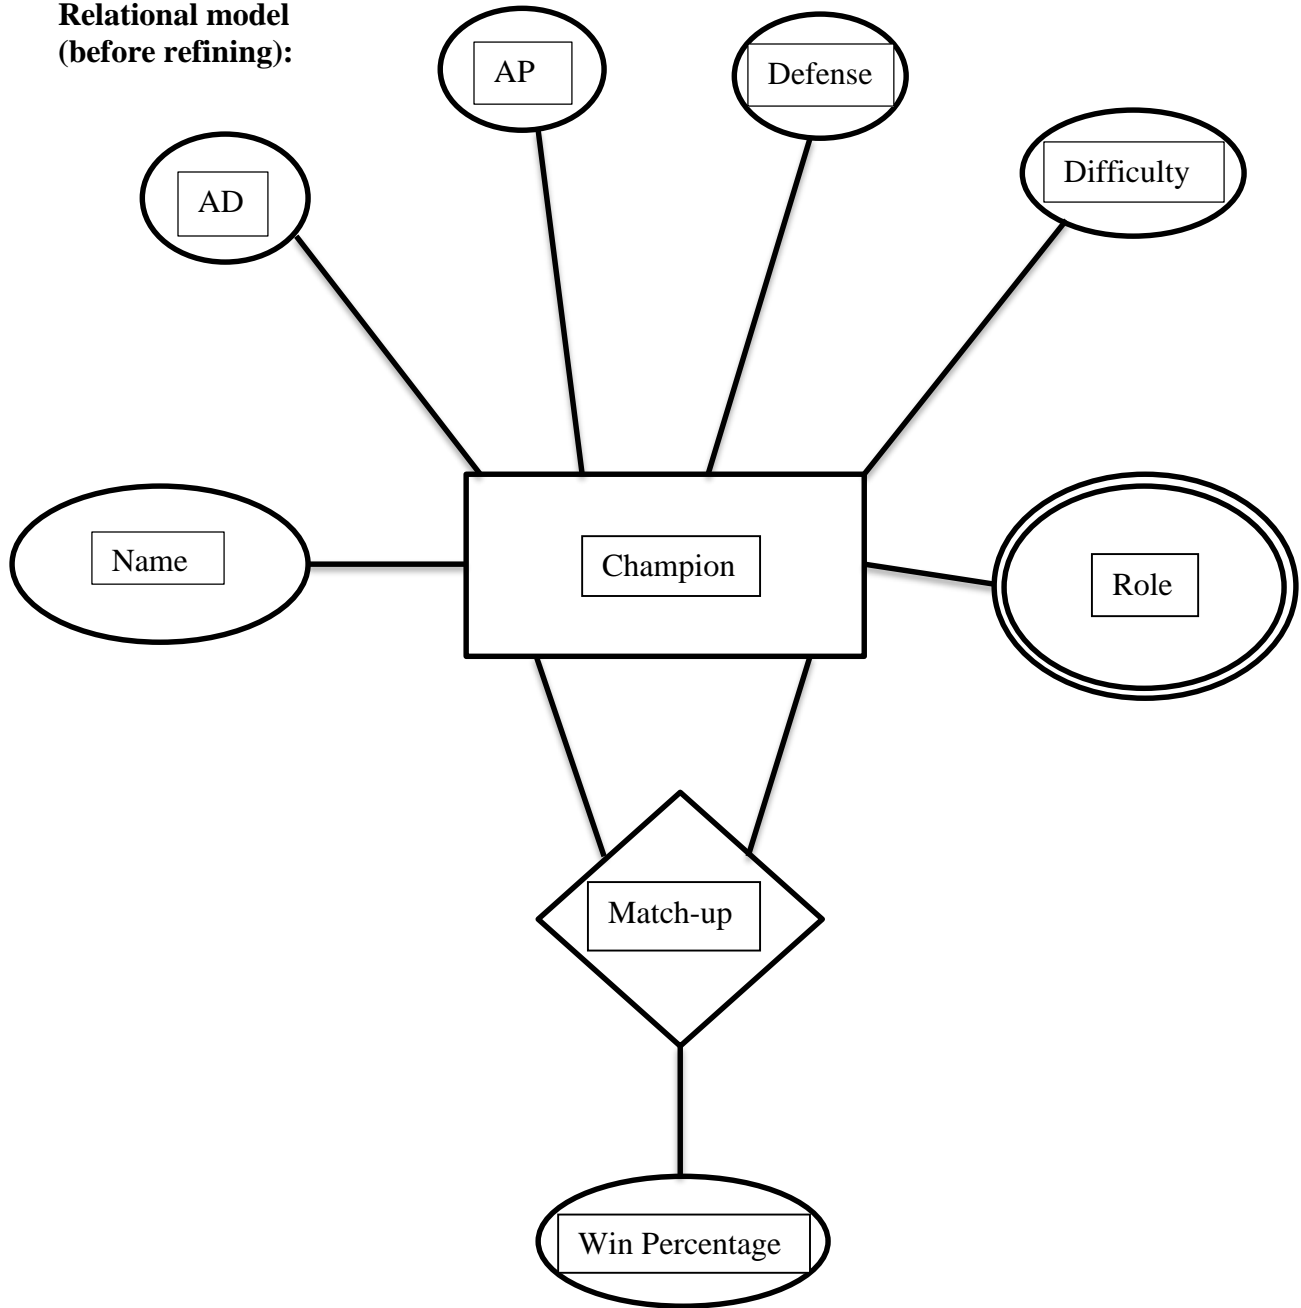 Relational model
(before refining):
AP
Defense
Difficulty
AD
Name
Champion
Role
Match-up
Win Percentage